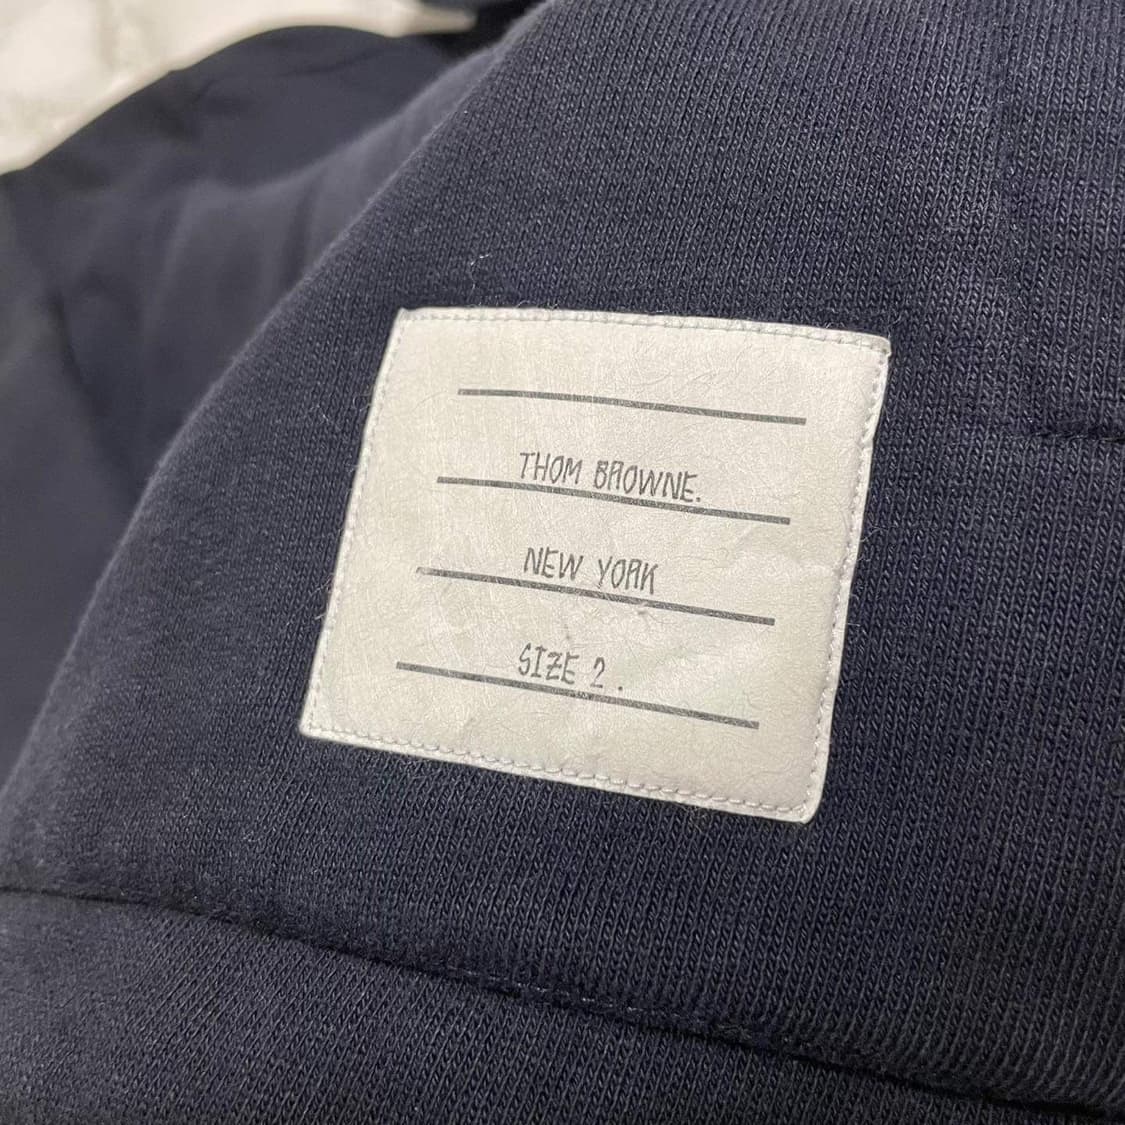 THOM BROWNE.
NEW YORK
SIZE 2.